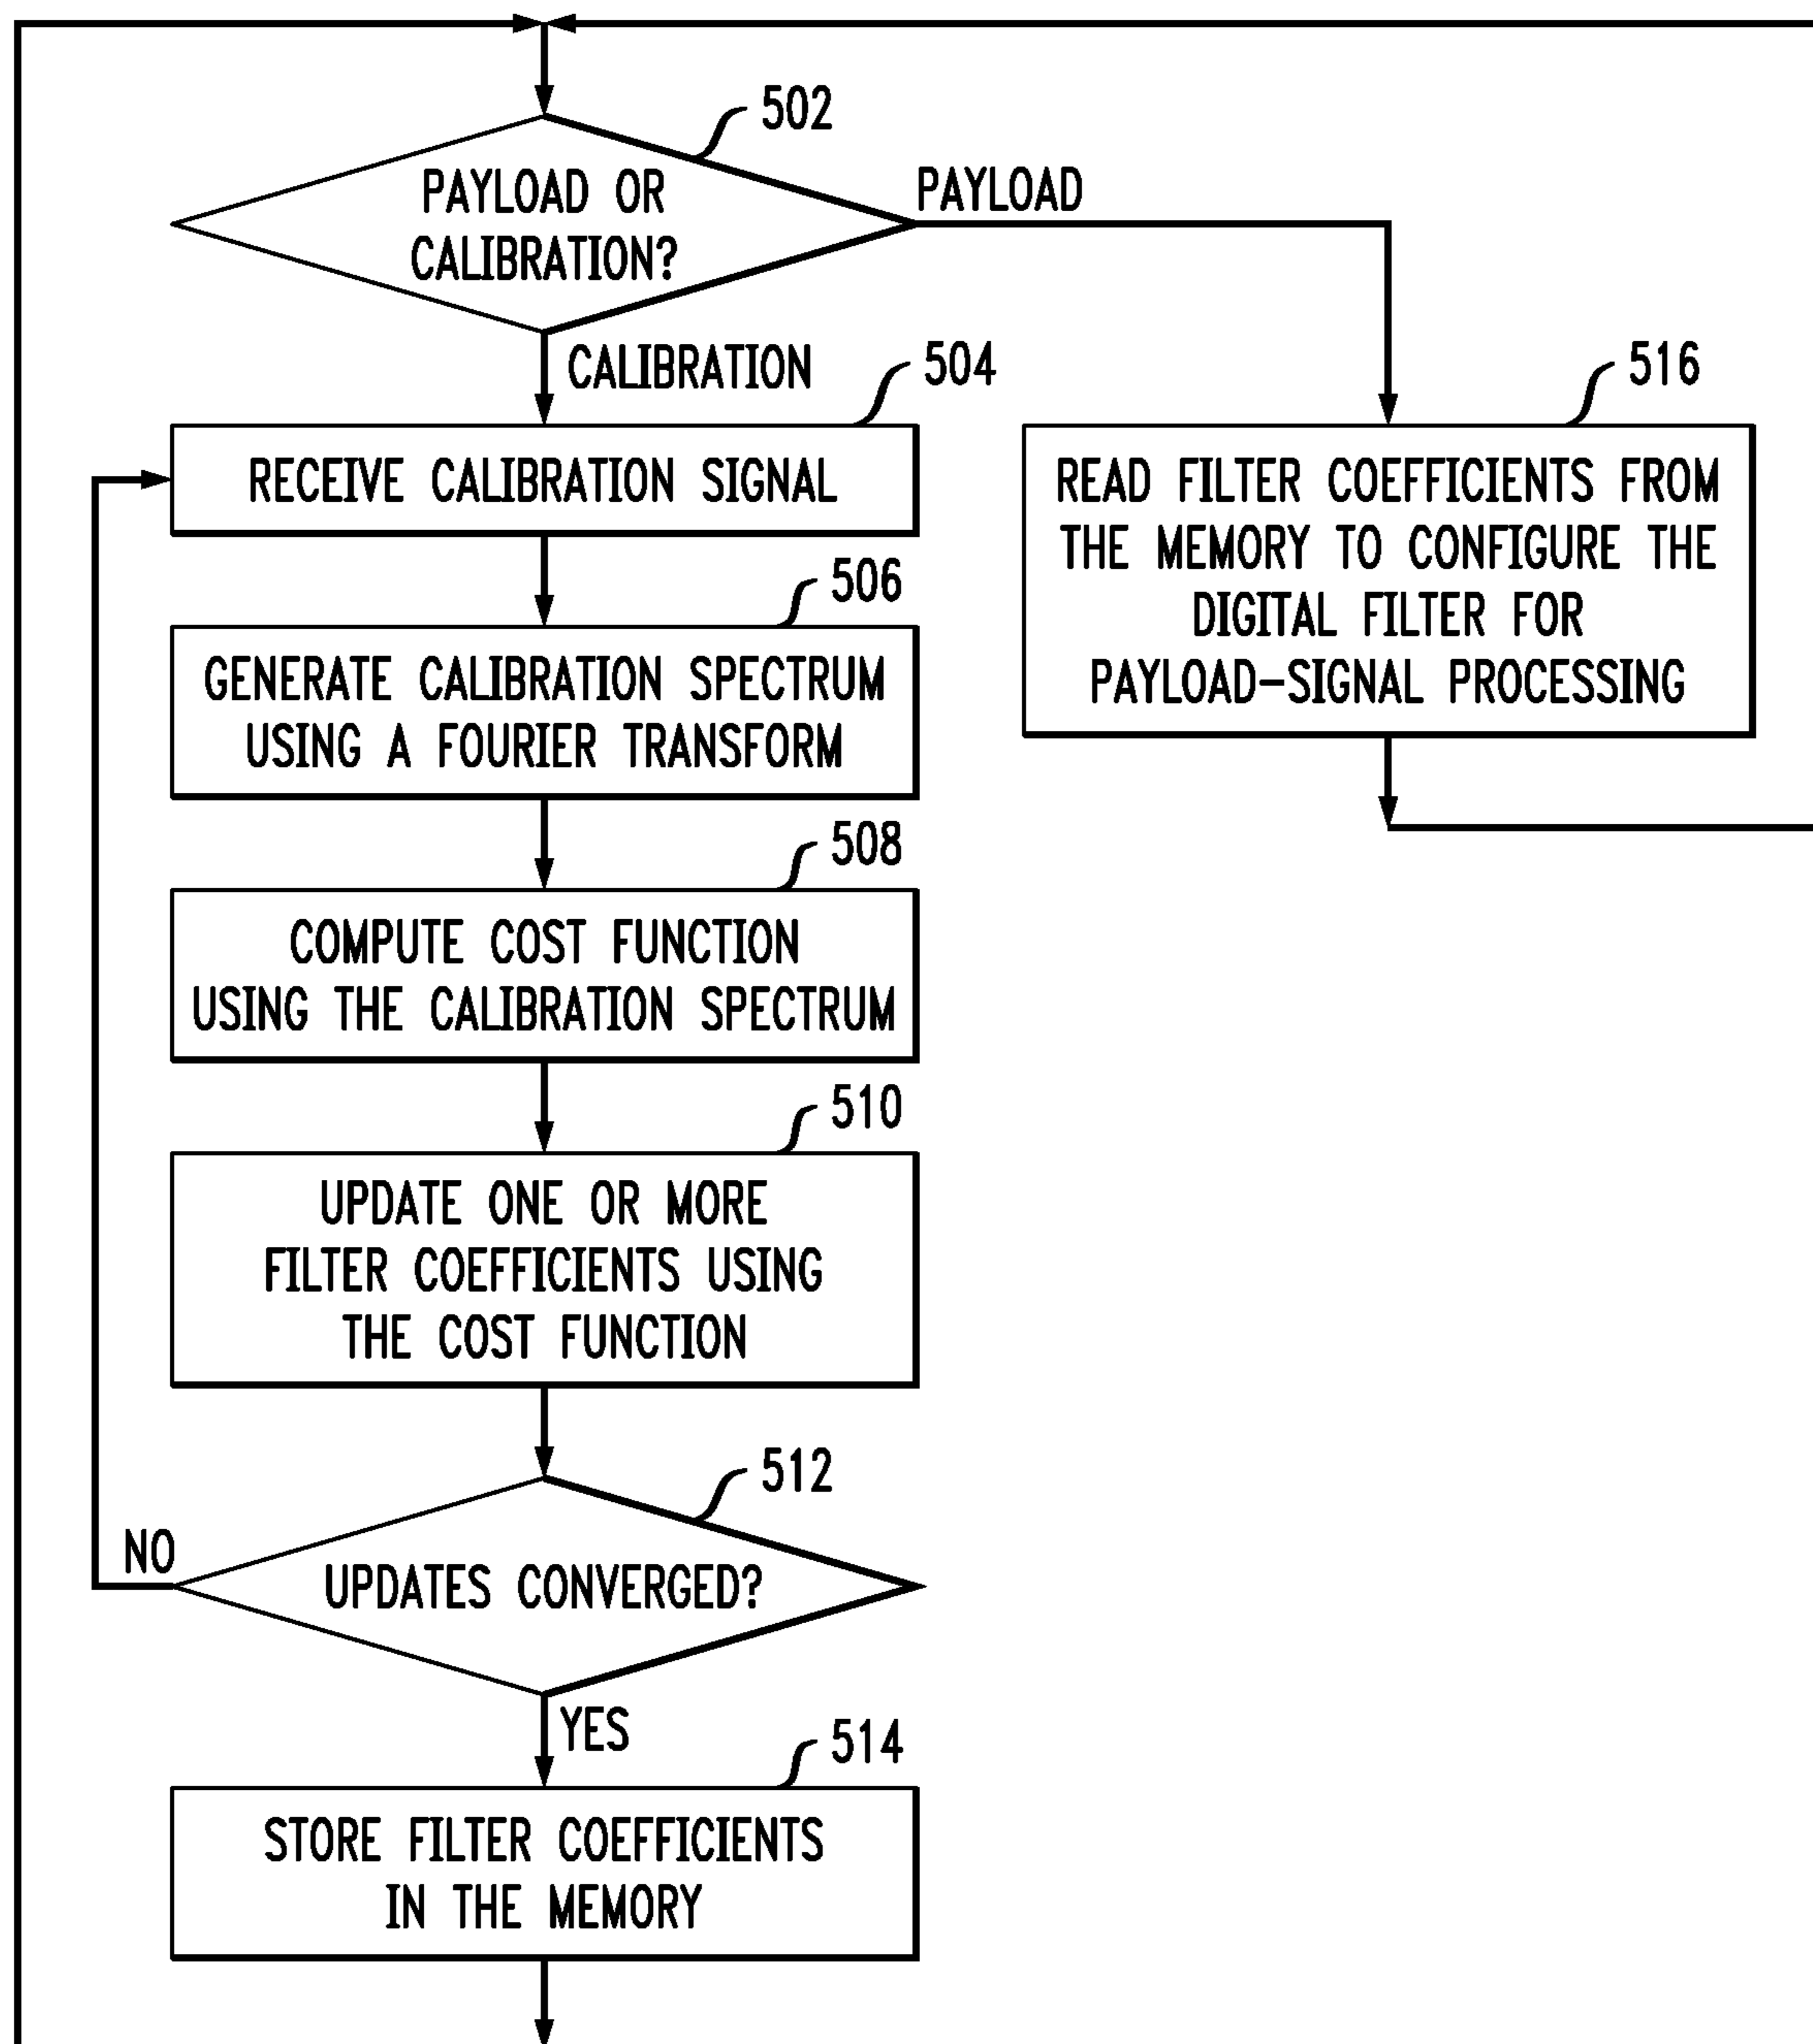 502
PAYLOAD OR
CALIBRATION?
PAYLOAD
CALIBRATION
504
RECEIVE CALIBRATION SIGNAL
516
READ FILTER COEFFICIENTS FROM
THE MEMORY TO CONFIGURE THE
DIGITAL FILTER FOR
PAYLOAD-SIGNAL PROCESSING
506
GENERATE CALIBRATION SPECTRUM
USING A FOURIER TRANSFORM
508
COMPUTE COST FUNCTION
USING THE CALIBRATION SPECTRUM
510
UPDATE ONE OR MORE
FILTER COEFFICIENTS USING
THE COST FUNCTION
512
NO
UPDATES CONVERGED?
YES
514
STORE FILTER COEFFICIENTS
IN THE MEMORY